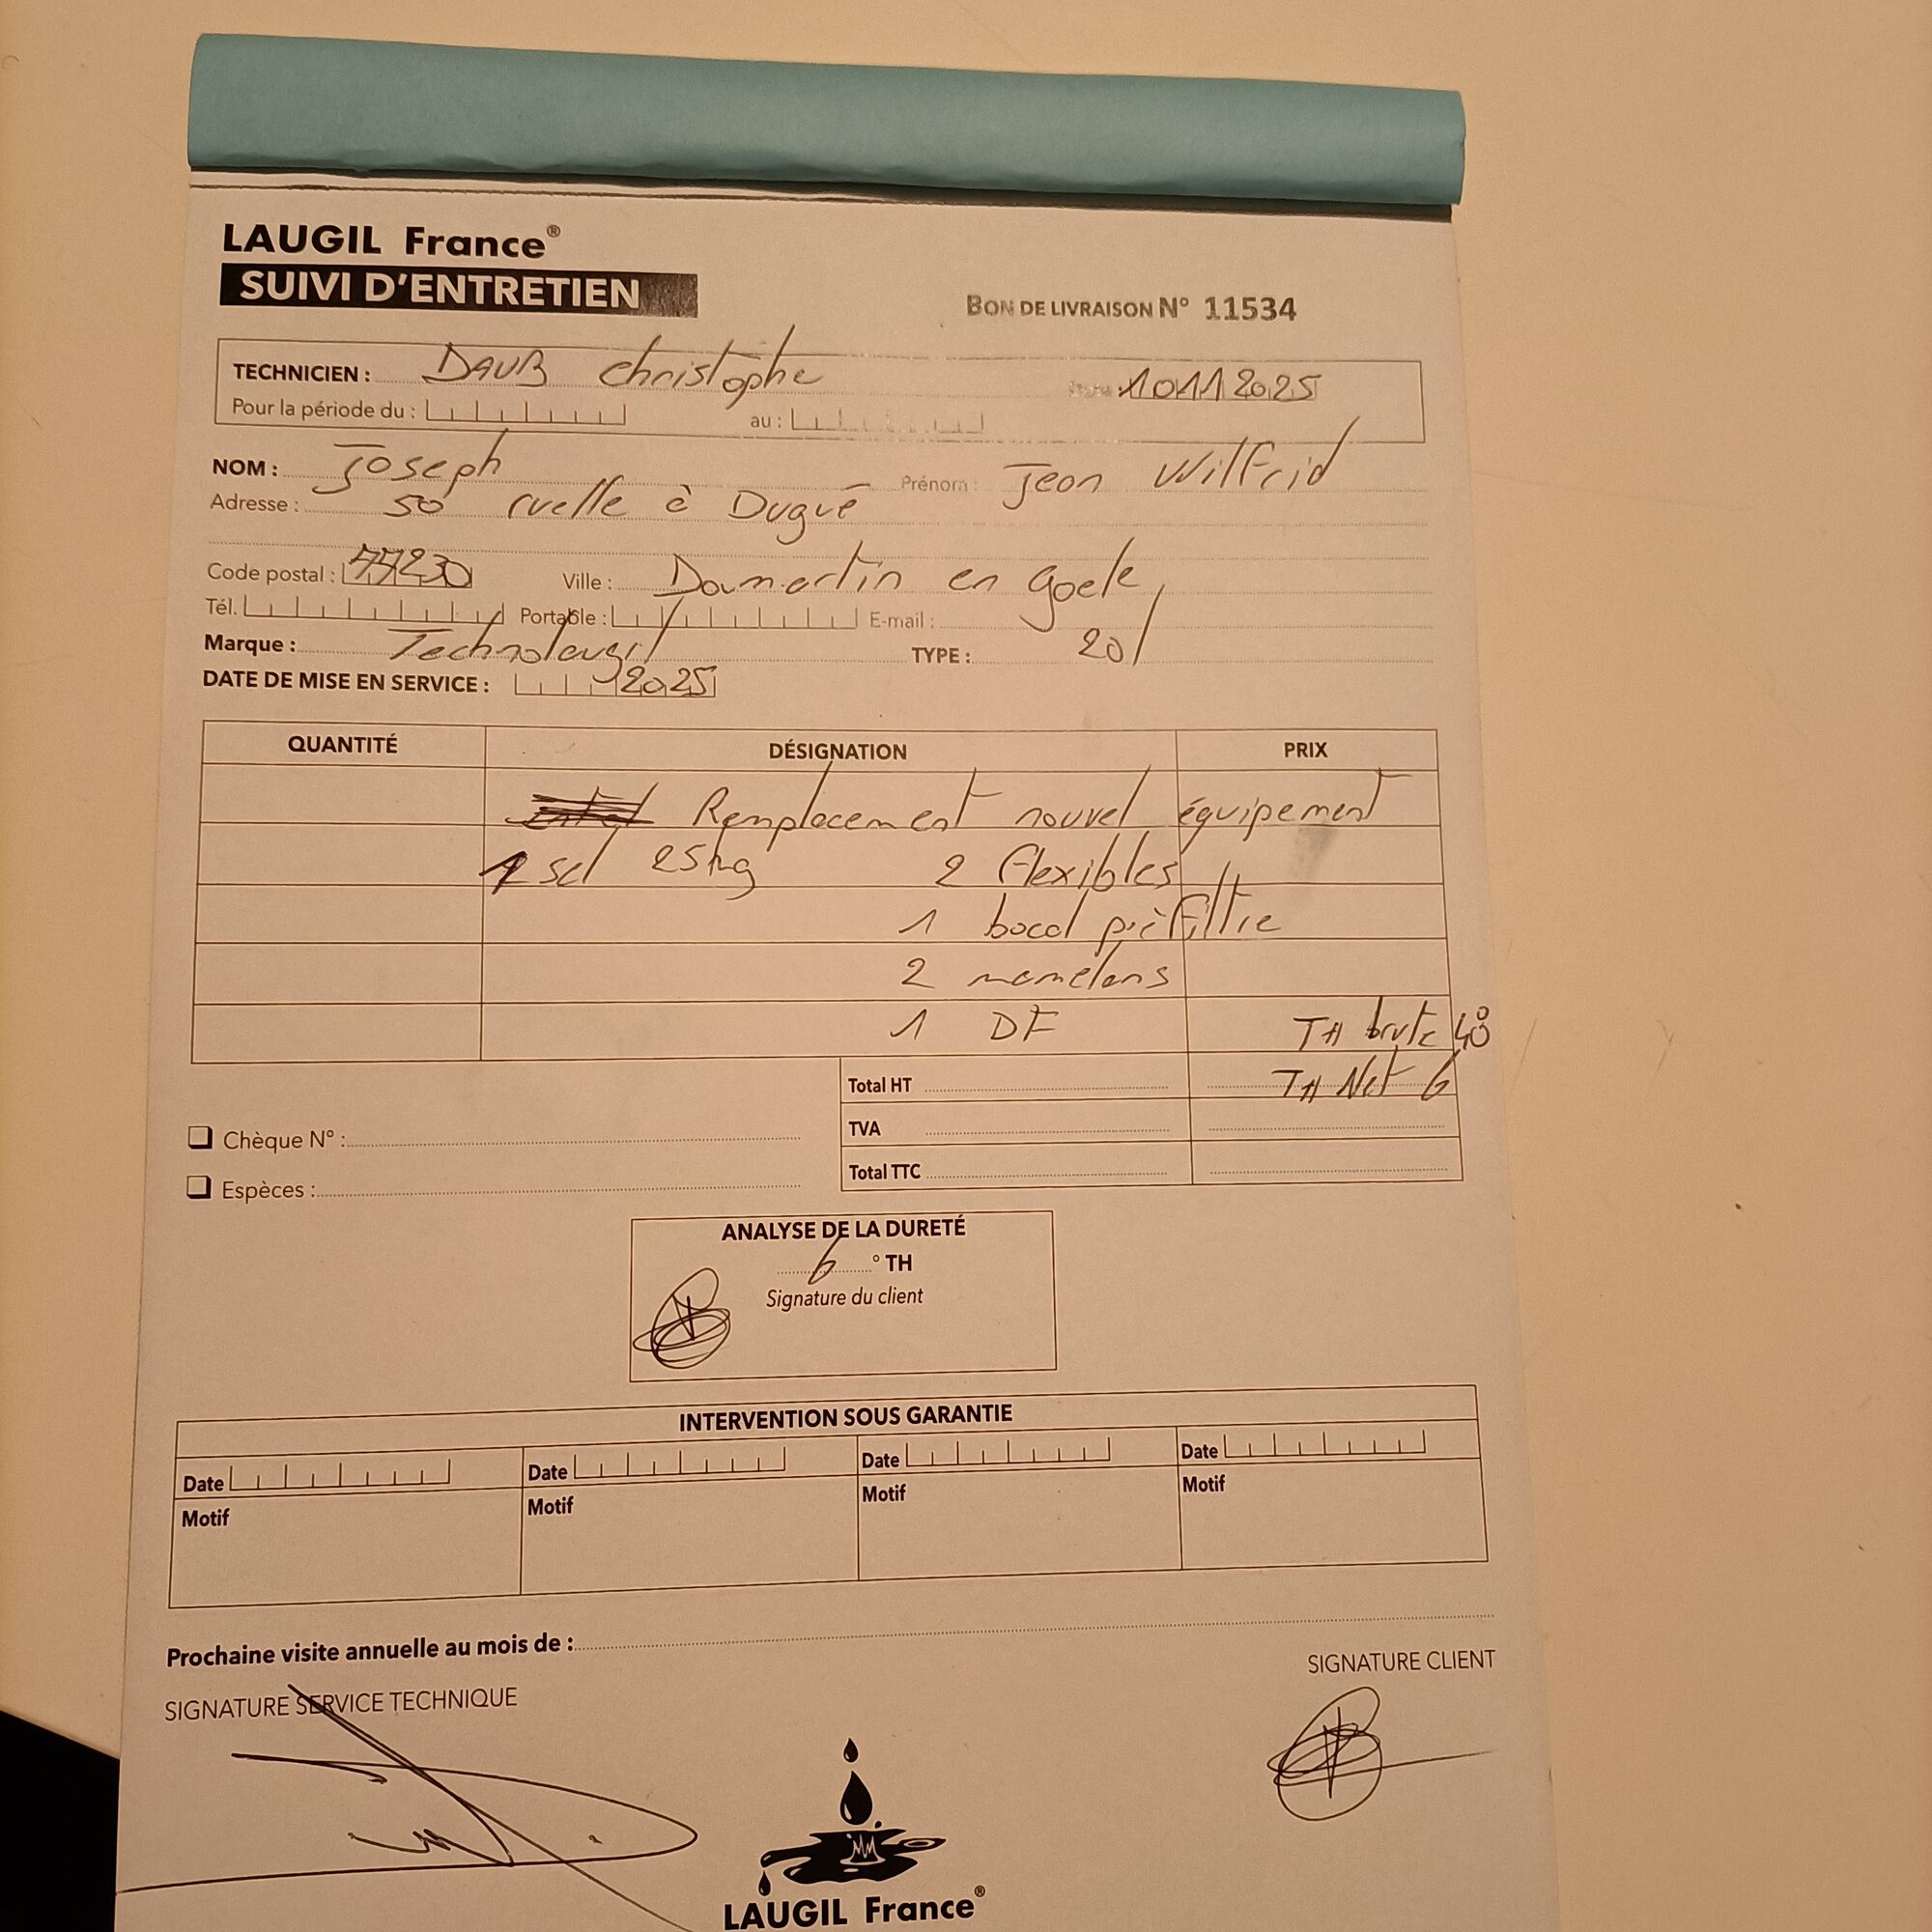 LAUGIL France®
SUIVI D'ENTRETIEN
BON DE LIVRAISON N° 11534
TECHNICIEN : Christophe 10112025
Pour la période du : au :
NOM : Joseph Prénom : Jean Wilfrid
Adresse : 50 ruelle à Dugué
Code postal : 77230 Ville : Damartin en Goele
Tél. Portable : E-mail :
Marque : Technolaugil TYPE : 20l
DATE DE MISE EN SERVICE : 2025
QUANTITÉ DÉSIGNATION PRIX
Remplacement nouvel équipement
1 sel 25kg 2 flexibles
1 bocal préfiltre
2 mamelons
1 DF TH brute 40
Total HT TH Net 6
TVA
Chèque N° :
Total TTC
Espèces :
ANALYSE DE LA DURETÉ
6 ° TH
Signature du client
INTERVENTION SOUS GARANTIE
Date Date Date Date
Motif Motif Motif Motif
Prochaine visite annuelle au mois de :
SIGNATURE CLIENT
SIGNATURE SERVICE TECHNIQUE
LAUGIL France®